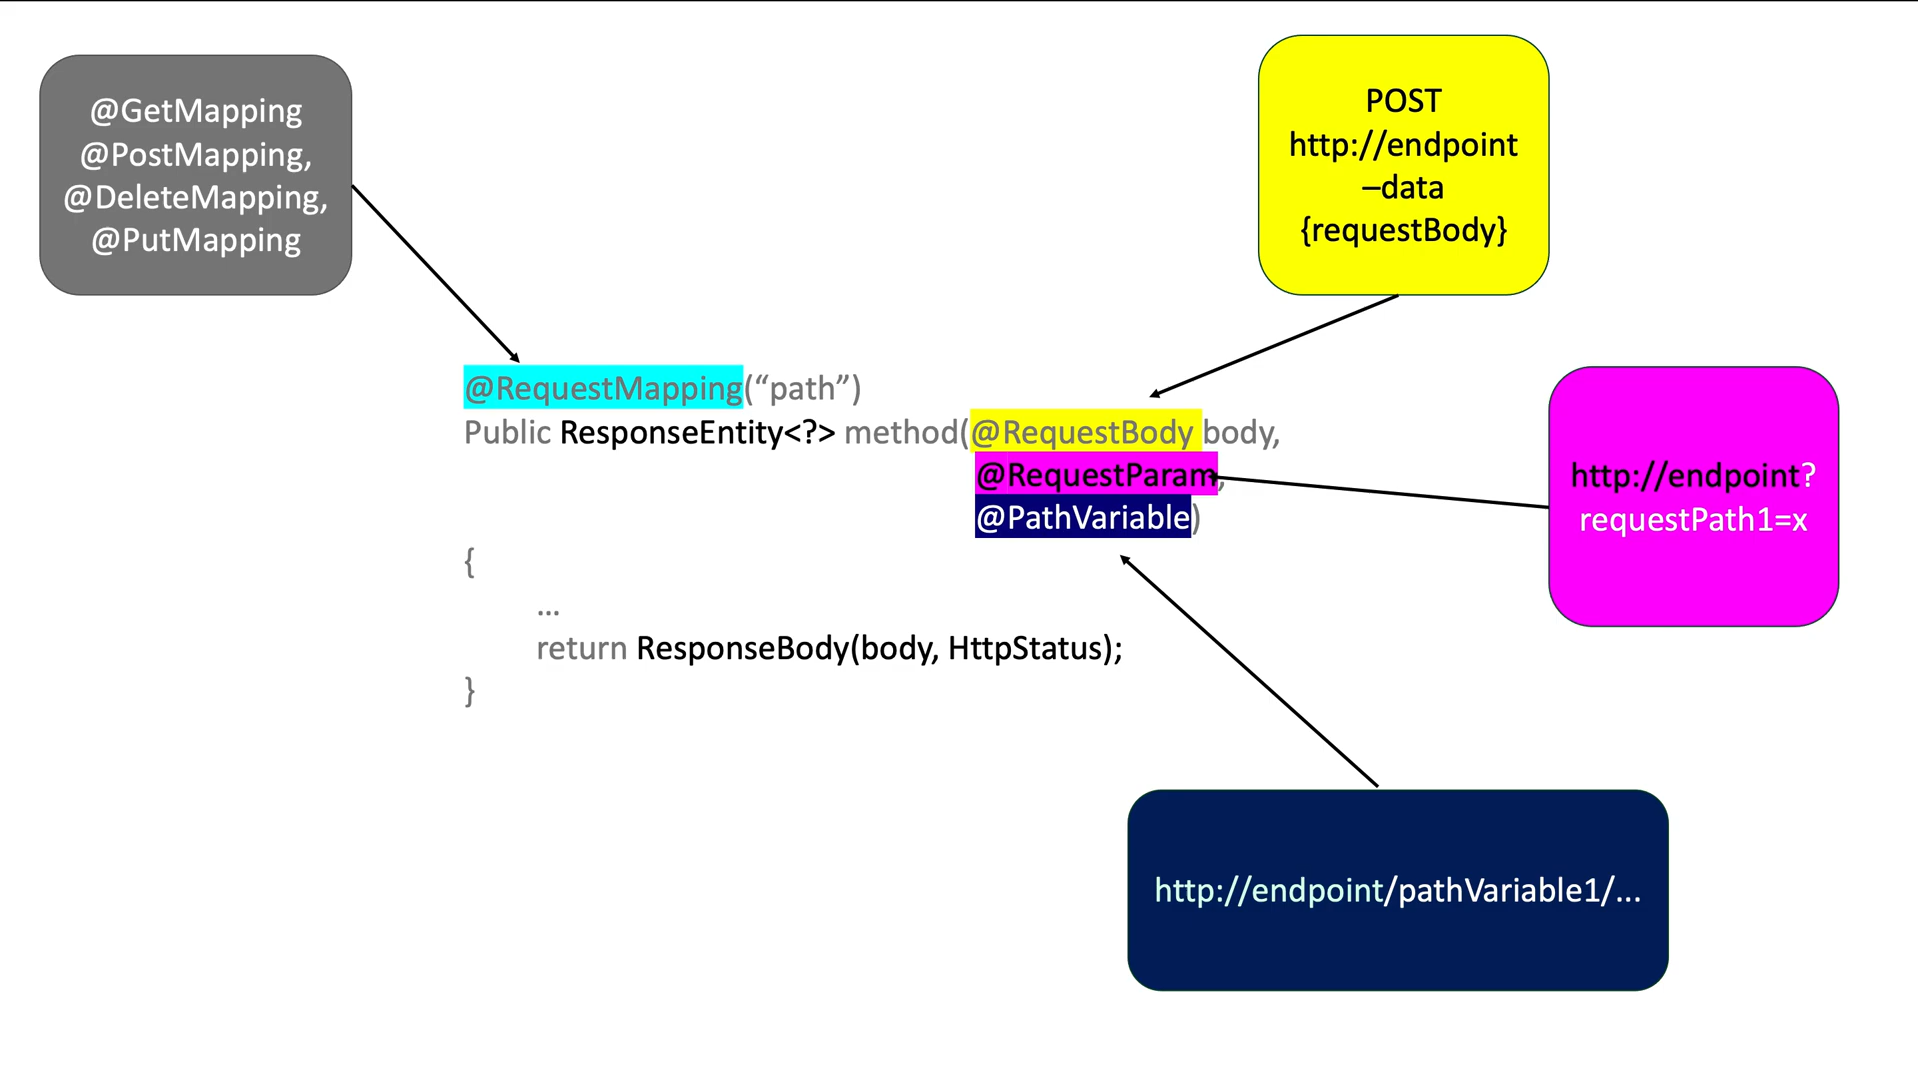 @GetMapping
@PostMapping,
@DeleteMapping,
@PutMapping
POST
http://endpoint
–data
{requestBody}
@RequestMapping(“path”)
Public ResponseEntity<?> method(@RequestBody body,
@RequestParam,
@PathVariable)
{
...
return ResponseBody(body, HttpStatus);
}
http://endpoint?
requestPath1=x
http://endpoint/pathVariable1/...